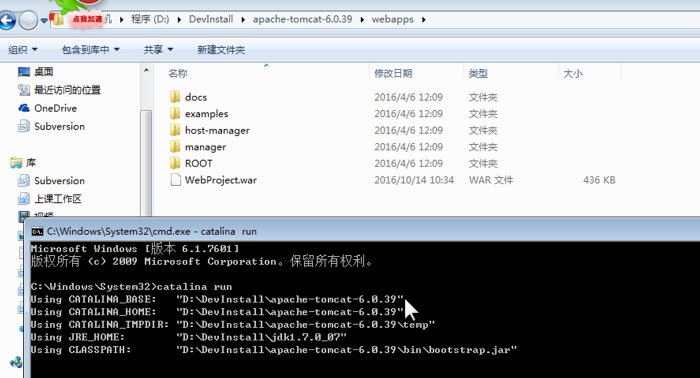 点我加速
程序 (D:) ▸ DevInstall ▸ apache-tomcat-6.0.39 ▸ webapps
组织 包含到库中 共享 新建文件夹
名称 修改日期 类型 大小
桌面
最近访问的位置
OneDrive
Subversion
库
Subversion
上课工作区
视频
docs 2016/4/6 12:09 文件夹
examples 2016/4/6 12:09 文件夹
host-manager 2016/4/6 12:09 文件夹
manager 2016/4/6 12:09 文件夹
ROOT 2016/4/6 12:09 文件夹
WebProject.war 2016/10/14 10:34 WAR 文件 436 KB
C:\Windows\System32\cmd.exe - catalina run
Microsoft Windows [版本 6.1.7601]
版权所有 (c) 2009 Microsoft Corporation。保留所有权利。
C:\Windows\System32>catalina run
Using CATALINA_BASE: "D:\DevInstall\apache-tomcat-6.0.39"
Using CATALINA_HOME: "D:\DevInstall\apache-tomcat-6.0.39"
Using CATALINA_TMPDIR: "D:\DevInstall\apache-tomcat-6.0.39\temp"
Using JRE_HOME: "D:\DevInstall\jdk1.7.0_07"
Using CLASSPATH: "D:\DevInstall\apache-tomcat-6.0.39\bin\bootstrap.jar"